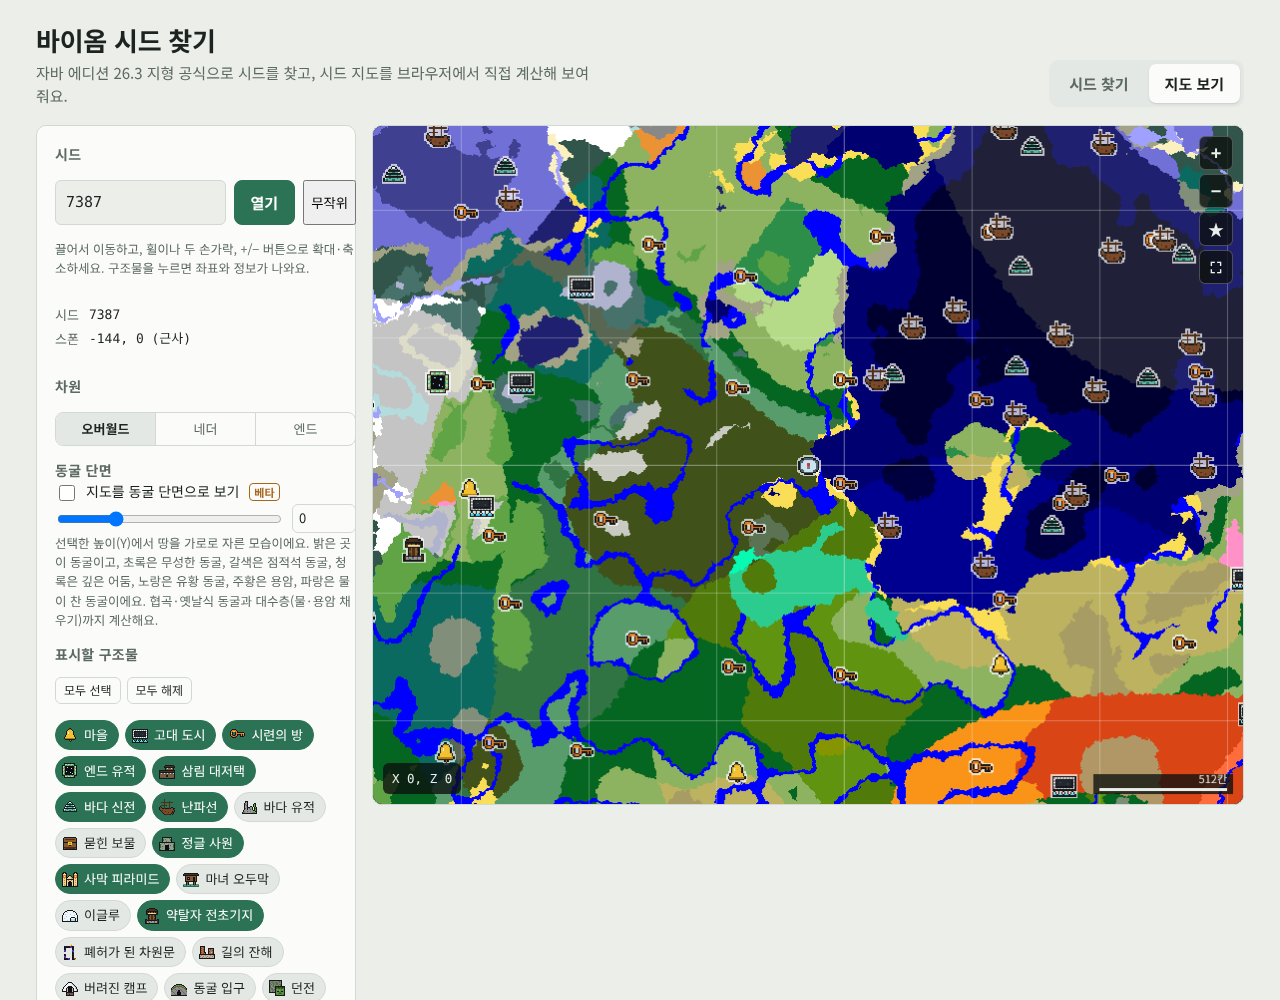 바이옴 시드 찾기
자바 에디션 26.3 지형 공식으로 시드를 찾고, 시드 지도를 브라우저에서 직접 계산해 보여
줘요.
시드 찾기
지도 보기
시드
7387
열기
무작위
끌어서 이동하고, 휠이나 두 손가락, +/− 버튼으로 확대·축
소하세요. 구조물을 누르면 좌표와 정보가 나와요.
시드 7387
스폰 -144, 0 (근사)
차원
오버월드
네더
엔드
동굴 단면
지도를 동굴 단면으로 보기 베타
0
선택한 높이(Y)에서 땅을 가로로 자른 모습이에요. 밝은 곳
이 동굴이고, 초록은 무성한 동굴, 갈색은 점적석 동굴, 청
록은 깊은 어둠, 노랑은 유황 동굴, 주황은 용암, 파랑은 물
이 찬 동굴이에요. 협곡·옛날식 동굴과 대수층(물·용암 채
우기)까지 계산해요.
표시할 구조물
모두 선택
모두 해제
마을
고대 도시
시련의 방
엔드 유적
삼림 대저택
바다 신전
난파선
바다 유적
묻힌 보물
정글 사원
사막 피라미드
마녀 오두막
이글루
약탈자 전초기지
폐허가 된 차원문
길의 잔해
버려진 캠프
동굴 입구
던전
+
−
★
X 0, Z 0
512칸